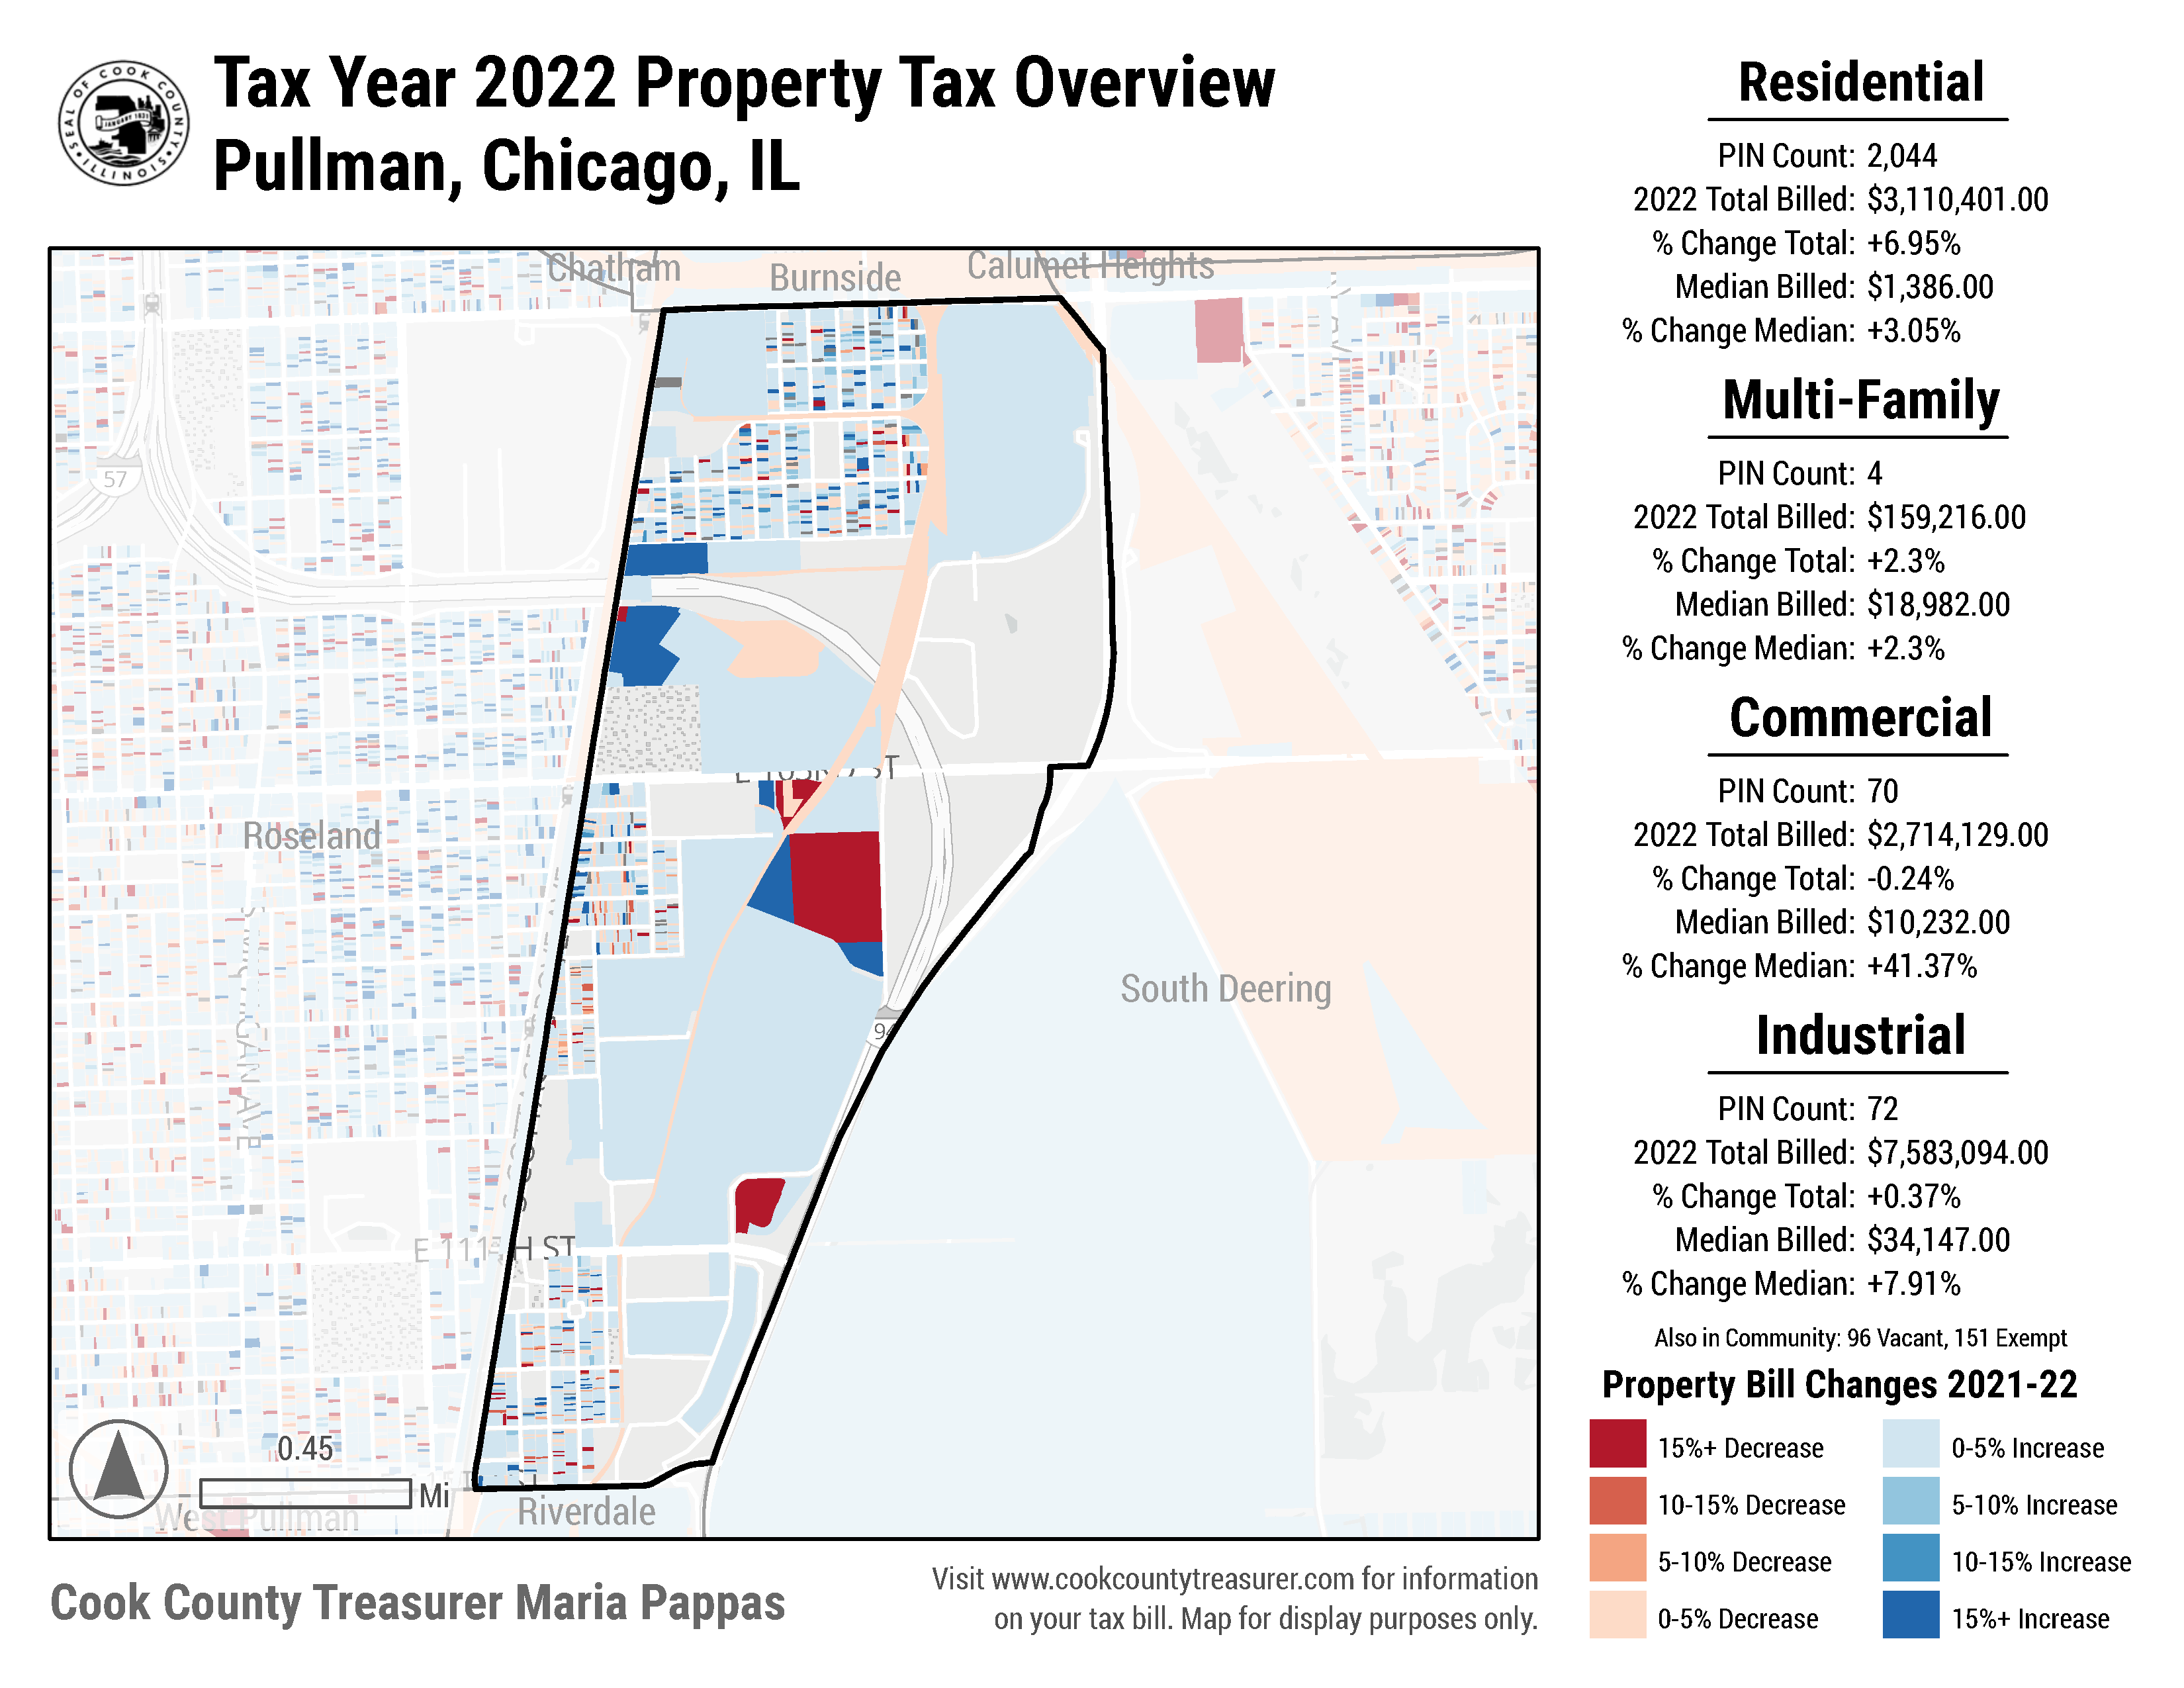 SEAL OF COOK COUNTY
ILLINOIS
JANUARY 1831
Tax Year 2022 Property Tax Overview
Pullman, Chicago, IL
Chatham
Burnside
Calumet Heights
57
E 103RD ST
Roseland
South Deering
94
E 111TH ST
0.45
Mi
West Pullman
Riverdale
Cook County Treasurer Maria Pappas
Visit www.cookcountytreasurer.com for information
on your tax bill. Map for display purposes only.
Residential
PIN Count: 2,044
2022 Total Billed: $3,110,401.00
% Change Total: +6.95%
Median Billed: $1,386.00
% Change Median: +3.05%
Multi-Family
PIN Count: 4
2022 Total Billed: $159,216.00
% Change Total: +2.3%
Median Billed: $18,982.00
% Change Median: +2.3%
Commercial
PIN Count: 70
2022 Total Billed: $2,714,129.00
% Change Total: -0.24%
Median Billed: $10,232.00
% Change Median: +41.37%
Industrial
PIN Count: 72
2022 Total Billed: $7,583,094.00
% Change Total: +0.37%
Median Billed: $34,147.00
% Change Median: +7.91%
Also in Community: 96 Vacant, 151 Exempt
Property Bill Changes 2021-22
15%+ Decrease
0-5% Increase
10-15% Decrease
5-10% Increase
5-10% Decrease
10-15% Increase
0-5% Decrease
15%+ Increase